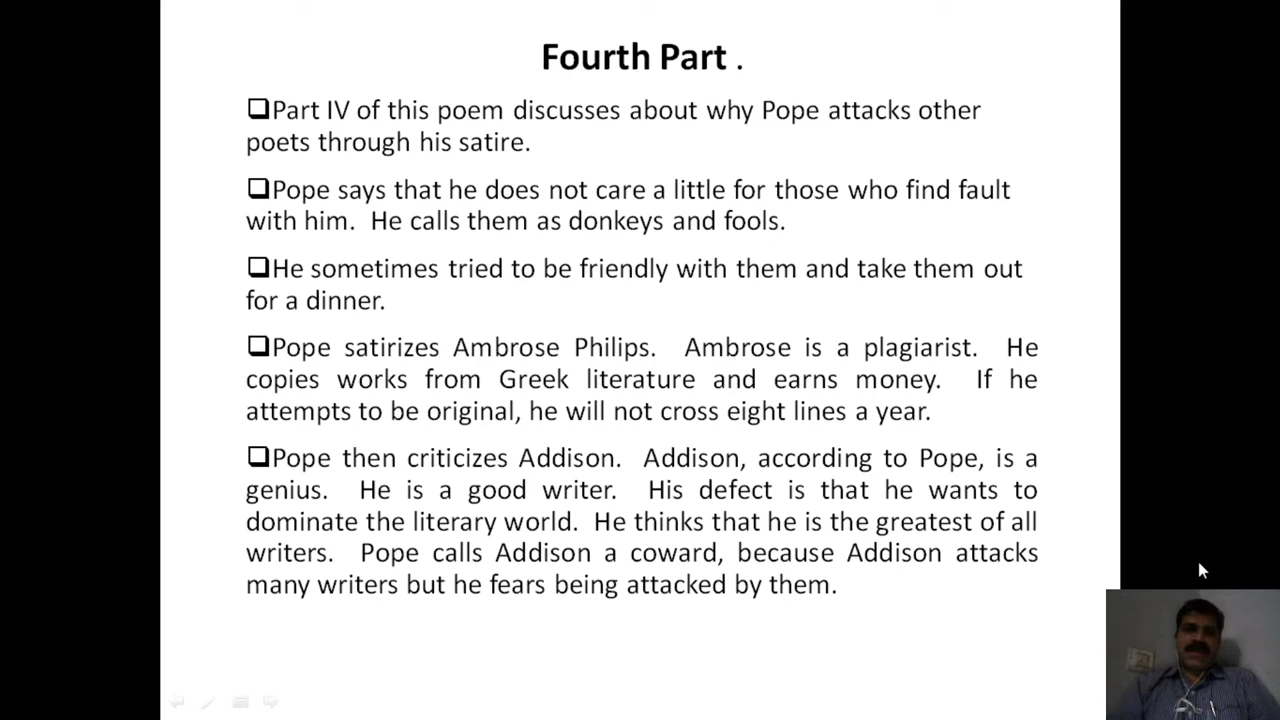 Fourth Part .
❑Part IV of this poem discusses about why Pope attacks other
poets through his satire.
❑Pope says that he does not care a little for those who find fault
with him.  He calls them as donkeys and fools.
❑He sometimes tried to be friendly with them and take them out
for a dinner.
❑Pope satirizes Ambrose Philips.  Ambrose is a plagiarist.  He
copies works from Greek literature and earns money.  If he
attempts to be original, he will not cross eight lines a year.
❑Pope then criticizes Addison.  Addison, according to Pope, is a
genius.  He is a good writer.  His defect is that he wants to
dominate the literary world.  He thinks that he is the greatest of all
writers.  Pope calls Addison a coward, because Addison attacks
many writers but he fears being attacked by them.